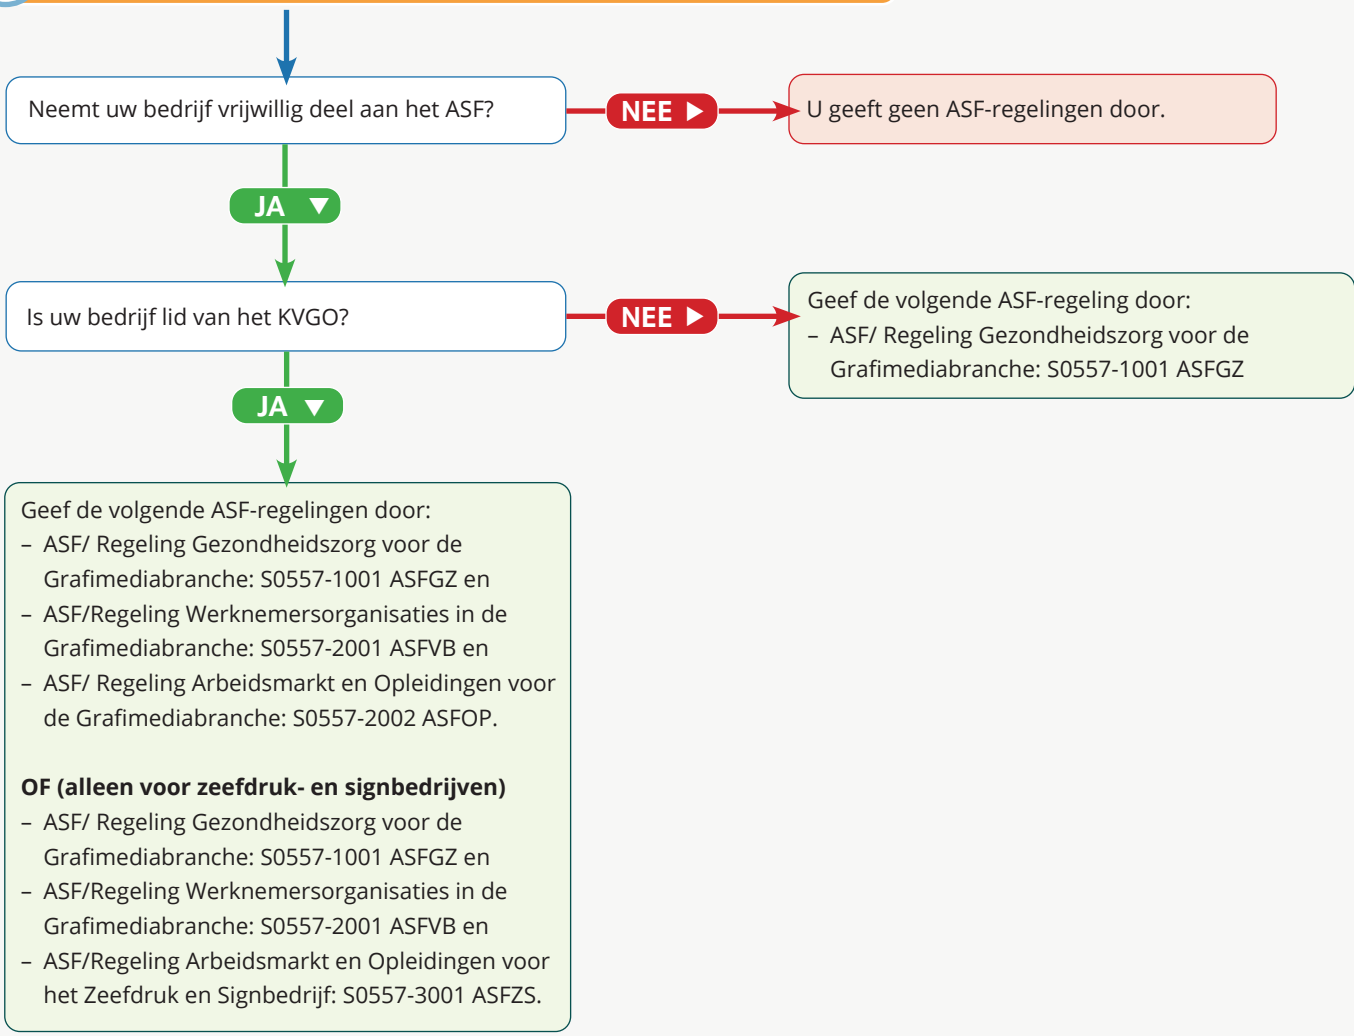 Neemt uw bedrijf vrijwillig deel aan het ASF?
NEE
U geeft geen ASF-regelingen door.
JA
Is uw bedrijf lid van het KVGO?
NEE
Geef de volgende ASF-regeling door:
– ASF/ Regeling Gezondheidszorg voor de
Grafimediabranche: S0557-1001 ASFGZ
JA
Geef de volgende ASF-regelingen door:
– ASF/ Regeling Gezondheidszorg voor de
Grafimediabranche: S0557-1001 ASFGZ en
– ASF/Regeling Werknemersorganisaties in de
Grafimediabranche: S0557-2001 ASFVB en
– ASF/ Regeling Arbeidsmarkt en Opleidingen voor
de Grafimediabranche: S0557-2002 ASFOP.
OF (alleen voor zeefdruk- en signbedrijven)
– ASF/ Regeling Gezondheidszorg voor de
Grafimediabranche: S0557-1001 ASFGZ en
– ASF/Regeling Werknemersorganisaties in de
Grafimediabranche: S0557-2001 ASFVB en
– ASF/Regeling Arbeidsmarkt en Opleidingen voor
het Zeefdruk en Signbedrijf: S0557-3001 ASFZS.